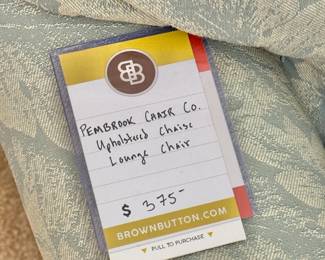 BB
PEMBROOK CHAIR CO.
Upholstered Chaise
Lounge Chair
$ 375-
BROWNBUTTON.COM
PULL TO PURCHASE